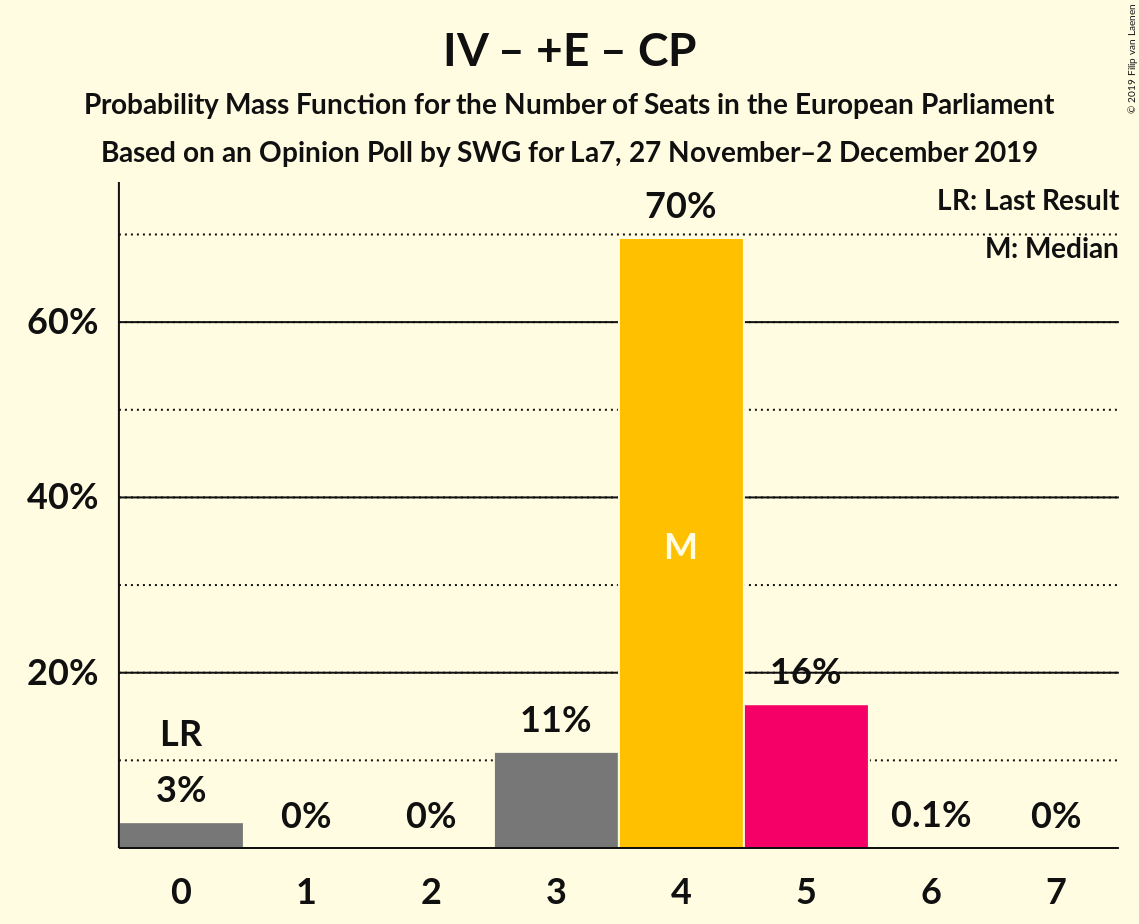 IV – +E – CP
Probability Mass Function for the Number of Seats in the European Parliament
Based on an Opinion Poll by SWG for La7, 27 November–2 December 2019
© 2019 Filip van Laenen
LR: Last Result
M: Median
70%
60%
40%
M
20%
16%
11%
LR
3%
0%
0%
0.1%
0%
0 1 2 3 4 5 6 7